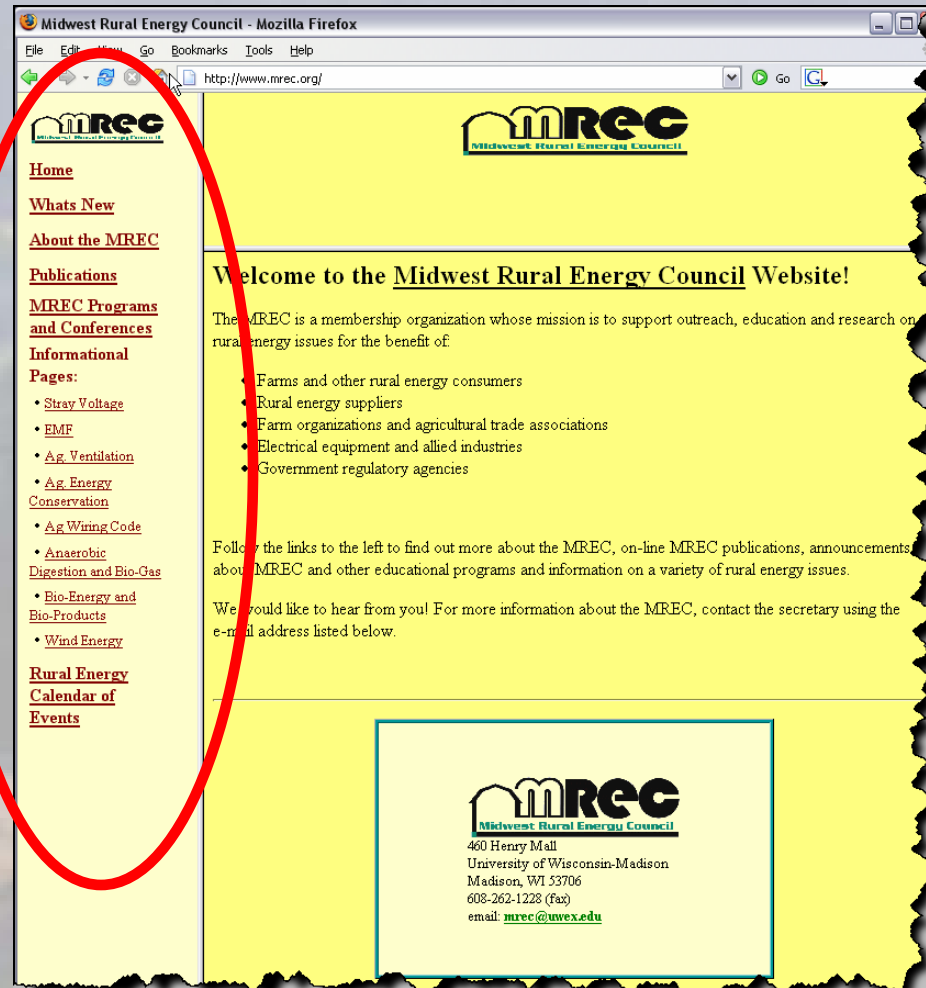 Midwest Rural Energy Council - Mozilla Firefox
File Edit View Go Bookmarks Tools Help
http://www.mrec.org/ Go G
mrec
Midwest Rural Energy Council
Home
Whats New
About the MREC
Publications
MREC Programs
and Conferences
Informational
Pages:
• Stray Voltage
• EMF
• Ag. Ventilation
• Ag. Energy
Conservation
• Ag Wiring Code
• Anaerobic
Digestion and Bio-Gas
• Bio-Energy and
Bio-Products
• Wind Energy
Rural Energy
Calendar of
Events
mrec
Midwest Rural Energy Council
Welcome to the Midwest Rural Energy Council Website!
The MREC is a membership organization whose mission is to support outreach, education and research on
rural energy issues for the benefit of:
• Farms and other rural energy consumers
• Rural energy suppliers
• Farm organizations and agricultural trade associations
• Electrical equipment and allied industries
• Government regulatory agencies
Follow the links to the left to find out more about the MREC, on-line MREC publications, announcements
about MREC and other educational programs and information on a variety of rural energy issues.
We would like to hear from you! For more information about the MREC, contact the secretary using the
e-mail address listed below.
mrec
Midwest Rural Energy Council
460 Henry Mall
University of Wisconsin-Madison
Madison, WI 53706
608-262-1228 (fax)
email: mrec@uwex.edu